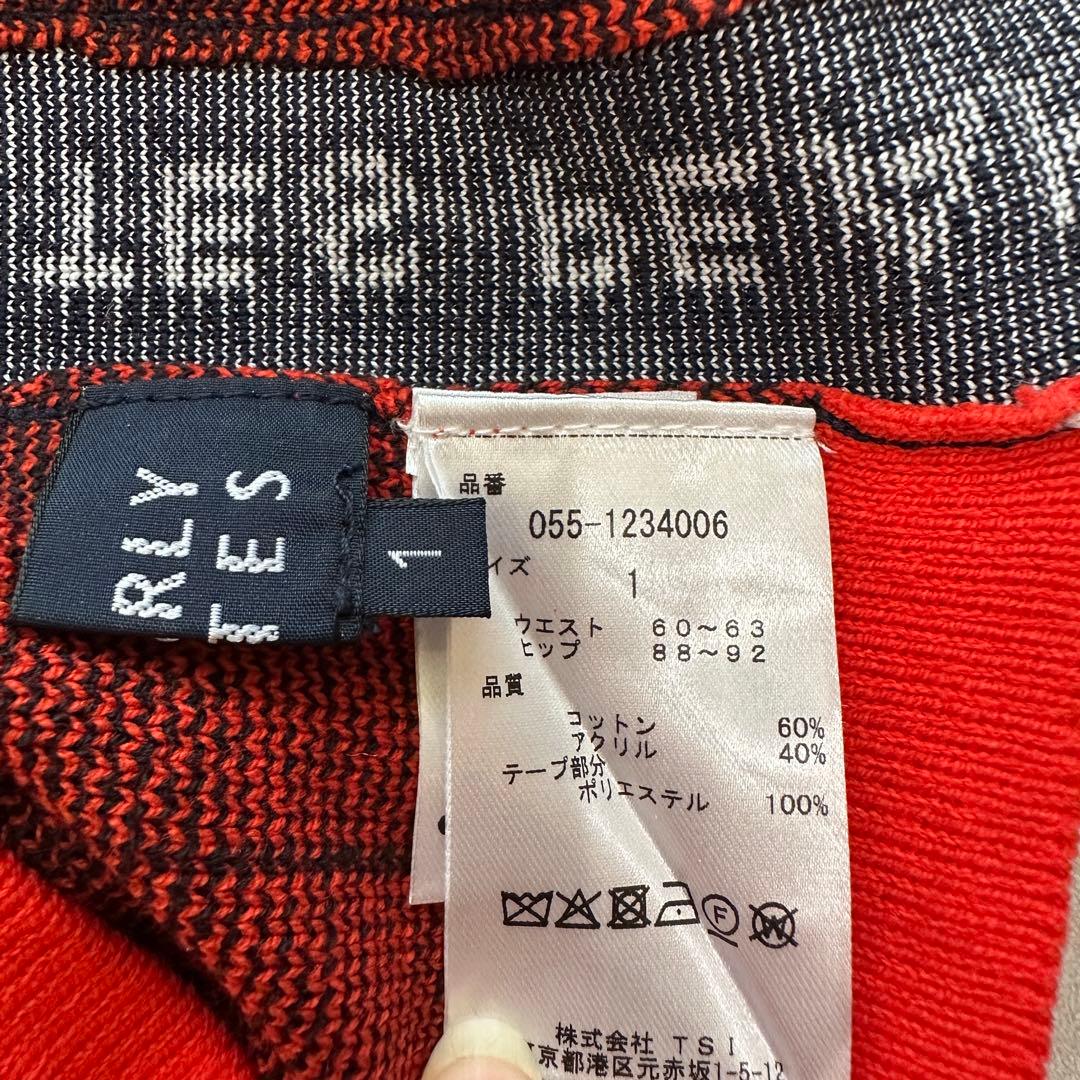 RLY
TES
1
品番
055-1234006
イズ
1
ウエスト 60～63
ヒップ 88～92
品質
コットン 60%
アクリル 40%
テープ部分
ポリエステル 100%
F
W
株式会社 TSI
京都港区元赤坂1-5-12